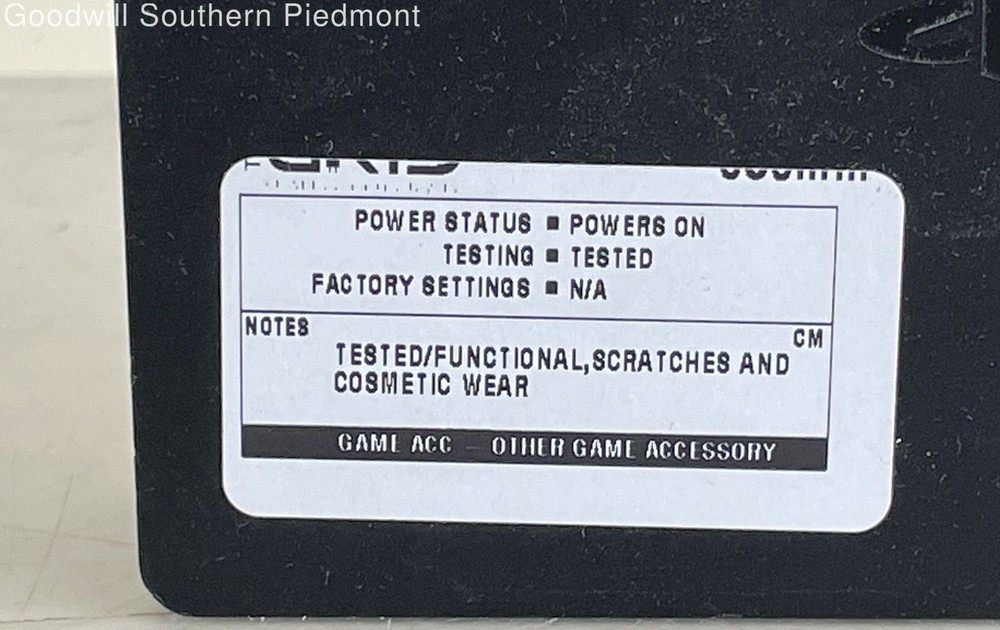 Goodwill Southern Piedmont
POWER STATUS ▪ POWERS ON
TESTING ▪ TESTED
FACTORY SETTINGS ▪ N/A
NOTES
CM
TESTED/FUNCTIONAL,SCRATCHES AND
COSMETIC WEAR
GAME ACC – OTHER GAME ACCESSORY